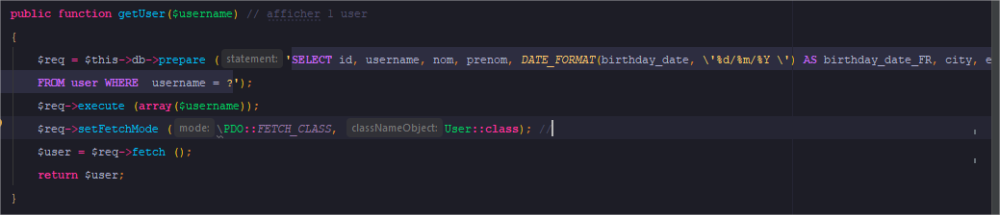 public function getUser($username) // afficher 1 user
{
$req = $this->db->prepare ( statement: 'SELECT id, username, nom, prenom, DATE_FORMAT(birthday_date, \'%d/%m/%Y \') AS birthday_date_FR, city, e
FROM user WHERE  username = ?');
$req->execute (array($username));
$req->setFetchMode ( mode: \PDO::FETCH_CLASS, classNameObject: User::class); //
$user = $req->fetch ();
return $user;
}